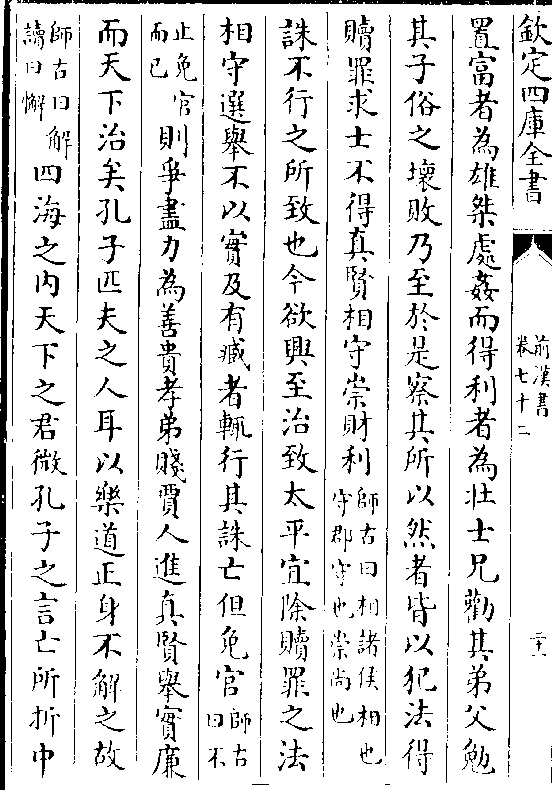 欽定四庫全書
前漢書
卷七十二
二十一
置富者為雄桀處姦而得利者為壯士兄勸其弟父勉
其子俗之壞敗乃至於是察其所以然者皆以犯法得
贖罪求士不得真賢相守崇財利師古曰相諸侯相也守郡守也崇尚也
誅不行之所致也今欲興至治致太平宜除贖罪之法
相守選舉不以實及有臧者輒行其誅亡但免官師古曰不
止免官而已則爭盡力為善貴孝弟賤賈人進真賢舉實廉
而天下治矣孔子匹夫之人耳以樂道正身不解之故
師古曰解讀曰懈四海之内天下之君微孔子之言亡所折中